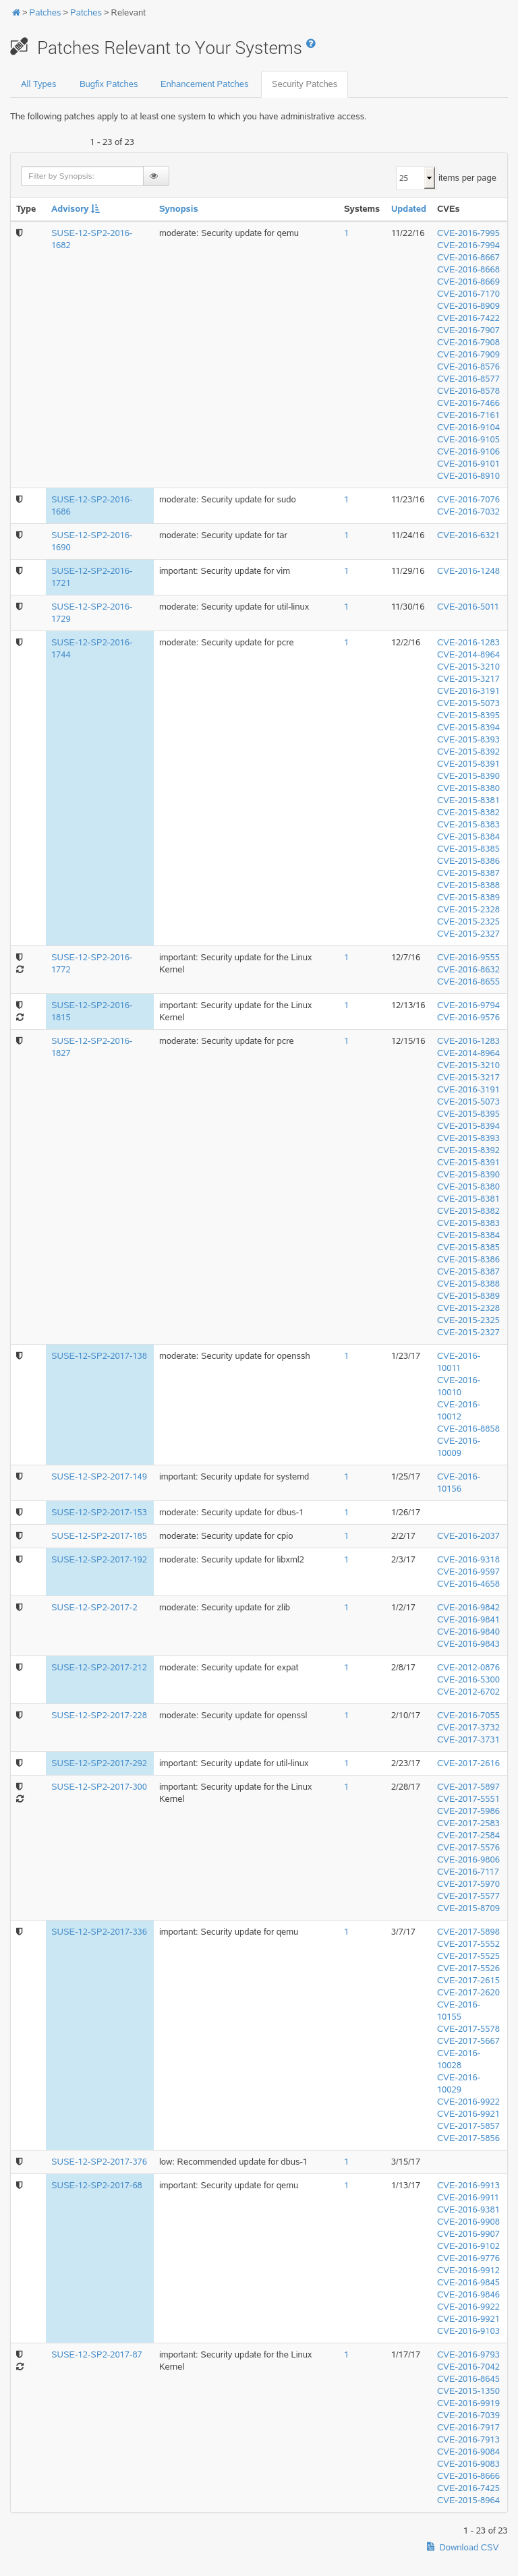 > Patches > Patches > Relevant
Patches Relevant to Your Systems
All Types Bugfix Patches Enhancement Patches Security Patches
The following patches apply to at least one system to which you have administrative access.
1 - 23 of 23
Filter by Synopsis: 25 items per page
Type Advisory Synopsis Systems Updated CVEs
SUSE-12-SP2-2016- moderate: Security update for qemu 1 11/22/16 CVE-2016-7995
1682 CVE-2016-7994
CVE-2016-8667
CVE-2016-8668
CVE-2016-8669
CVE-2016-7170
CVE-2016-8909
CVE-2016-7422
CVE-2016-7907
CVE-2016-7908
CVE-2016-7909
CVE-2016-8576
CVE-2016-8577
CVE-2016-8578
CVE-2016-7466
CVE-2016-7161
CVE-2016-9104
CVE-2016-9105
CVE-2016-9106
CVE-2016-9101
CVE-2016-8910
SUSE-12-SP2-2016- moderate: Security update for sudo 1 11/23/16 CVE-2016-7076
1686 CVE-2016-7032
SUSE-12-SP2-2016- moderate: Security update for tar 1 11/24/16 CVE-2016-6321
1690
SUSE-12-SP2-2016- important: Security update for vim 1 11/29/16 CVE-2016-1248
1721
SUSE-12-SP2-2016- moderate: Security update for util-linux 1 11/30/16 CVE-2016-5011
1729
SUSE-12-SP2-2016- moderate: Security update for pcre 1 12/2/16 CVE-2016-1283
1744 CVE-2014-8964
CVE-2015-3210
CVE-2015-3217
CVE-2016-3191
CVE-2015-5073
CVE-2015-8395
CVE-2015-8394
CVE-2015-8393
CVE-2015-8392
CVE-2015-8391
CVE-2015-8390
CVE-2015-8380
CVE-2015-8381
CVE-2015-8382
CVE-2015-8383
CVE-2015-8384
CVE-2015-8385
CVE-2015-8386
CVE-2015-8387
CVE-2015-8388
CVE-2015-8389
CVE-2015-2328
CVE-2015-2325
CVE-2015-2327
SUSE-12-SP2-2016- important: Security update for the Linux 1 12/7/16 CVE-2016-9555
1772 Kernel CVE-2016-8632
CVE-2016-8655
SUSE-12-SP2-2016- important: Security update for the Linux 1 12/13/16 CVE-2016-9794
1815 Kernel CVE-2016-9576
SUSE-12-SP2-2016- moderate: Security update for pcre 1 12/15/16 CVE-2016-1283
1827 CVE-2014-8964
CVE-2015-3210
CVE-2015-3217
CVE-2016-3191
CVE-2015-5073
CVE-2015-8395
CVE-2015-8394
CVE-2015-8393
CVE-2015-8392
CVE-2015-8391
CVE-2015-8390
CVE-2015-8380
CVE-2015-8381
CVE-2015-8382
CVE-2015-8383
CVE-2015-8384
CVE-2015-8385
CVE-2015-8386
CVE-2015-8387
CVE-2015-8388
CVE-2015-8389
CVE-2015-2328
CVE-2015-2325
CVE-2015-2327
SUSE-12-SP2-2017-138 moderate: Security update for openssh 1 1/23/17 CVE-2016-
10011
CVE-2016-
10010
CVE-2016-
10012
CVE-2016-8858
CVE-2016-
10009
SUSE-12-SP2-2017-149 important: Security update for systemd 1 1/25/17 CVE-2016-
10156
SUSE-12-SP2-2017-153 moderate: Security update for dbus-1 1 1/26/17
SUSE-12-SP2-2017-185 moderate: Security update for cpio 1 2/2/17 CVE-2016-2037
SUSE-12-SP2-2017-192 moderate: Security update for libxml2 1 2/3/17 CVE-2016-9318
CVE-2016-9597
CVE-2016-4658
SUSE-12-SP2-2017-2 moderate: Security update for zlib 1 1/2/17 CVE-2016-9842
CVE-2016-9841
CVE-2016-9840
CVE-2016-9843
SUSE-12-SP2-2017-212 moderate: Security update for expat 1 2/8/17 CVE-2012-0876
CVE-2016-5300
CVE-2012-6702
SUSE-12-SP2-2017-228 moderate: Security update for openssl 1 2/10/17 CVE-2016-7055
CVE-2017-3732
CVE-2017-3731
SUSE-12-SP2-2017-292 important: Security update for util-linux 1 2/23/17 CVE-2017-2616
SUSE-12-SP2-2017-300 important: Security update for the Linux 1 2/28/17 CVE-2017-5897
Kernel CVE-2017-5551
CVE-2017-5986
CVE-2017-2583
CVE-2017-2584
CVE-2017-5576
CVE-2016-9806
CVE-2016-7117
CVE-2017-5970
CVE-2017-5577
CVE-2015-8709
SUSE-12-SP2-2017-336 important: Security update for qemu 1 3/7/17 CVE-2017-5898
CVE-2017-5552
CVE-2017-5525
CVE-2017-5526
CVE-2017-2615
CVE-2017-2620
CVE-2016-
10155
CVE-2017-5578
CVE-2017-5667
CVE-2016-
10028
CVE-2016-
10029
CVE-2016-9922
CVE-2016-9921
CVE-2017-5857
CVE-2017-5856
SUSE-12-SP2-2017-376 low: Recommended update for dbus-1 1 3/15/17
SUSE-12-SP2-2017-68 important: Security update for qemu 1 1/13/17 CVE-2016-9913
CVE-2016-9911
CVE-2016-9381
CVE-2016-9908
CVE-2016-9907
CVE-2016-9102
CVE-2016-9776
CVE-2016-9912
CVE-2016-9845
CVE-2016-9846
CVE-2016-9922
CVE-2016-9921
CVE-2016-9103
SUSE-12-SP2-2017-87 important: Security update for the Linux 1 1/17/17 CVE-2016-9793
Kernel CVE-2016-7042
CVE-2016-8645
CVE-2015-1350
CVE-2016-9919
CVE-2016-7039
CVE-2016-7917
CVE-2016-7913
CVE-2016-9084
CVE-2016-9083
CVE-2016-8666
CVE-2016-7425
CVE-2015-8964
1 - 23 of 23
Download CSV